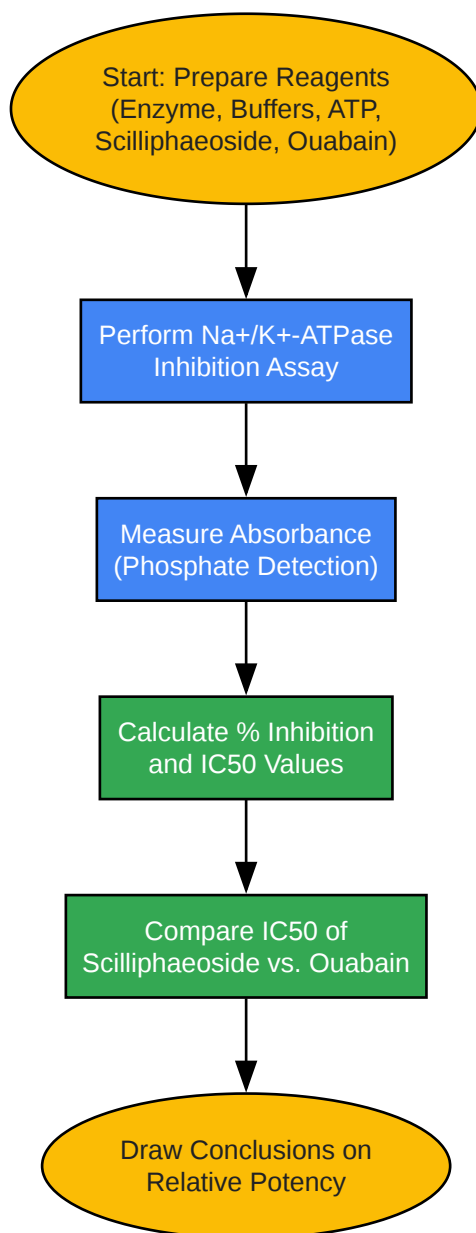 Start: Prepare Reagents
(Enzyme, Buffers, ATP,
Scilliphaeoside, Ouabain)
Perform Na+/K+-ATPase
Inhibition Assay
Measure Absorbance
(Phosphate Detection)
Calculate % Inhibition
and IC50 Values
Compare IC50 of
Scilliphaeoside vs. Ouabain
Draw Conclusions on
Relative Potency